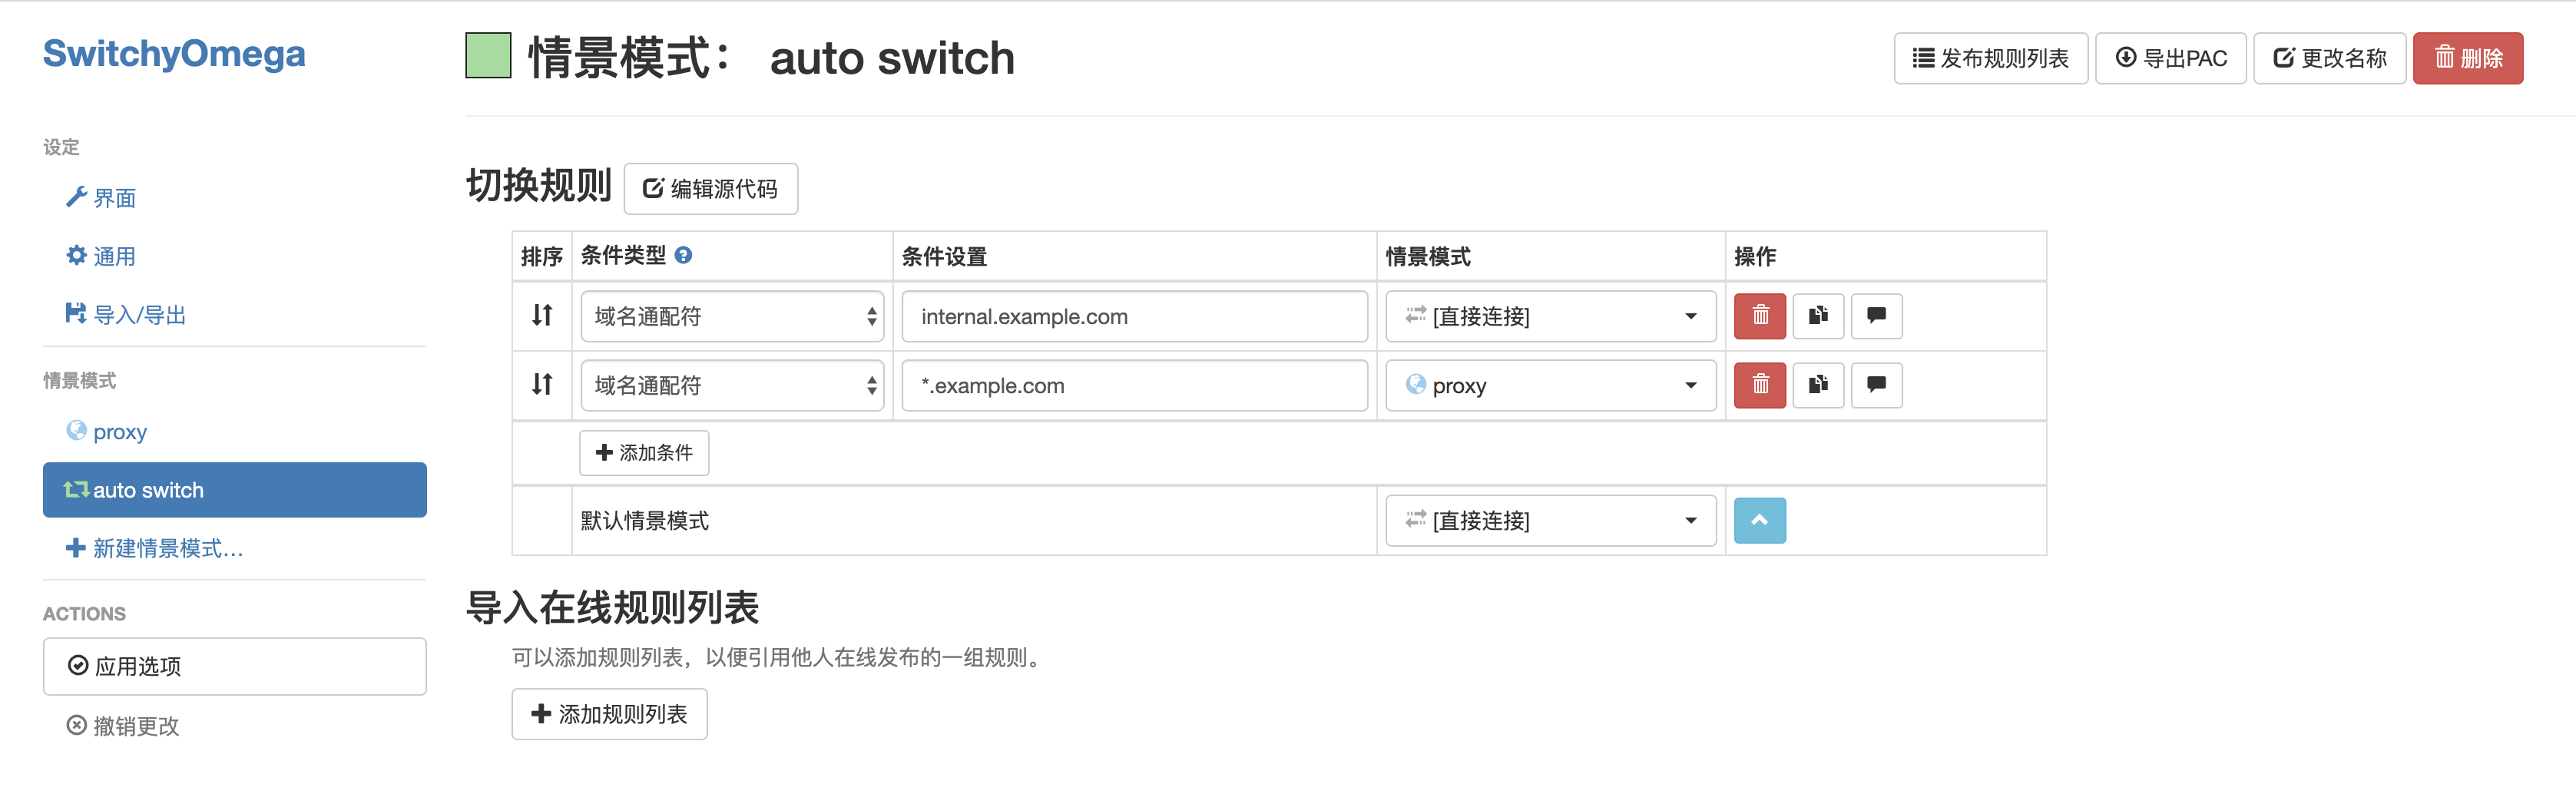 SwitchyOmega
设定
界面
通用
导入/导出
情景模式
proxy
auto switch
新建情景模式...
ACTIONS
应用选项
撤销更改
情景模式： auto switch
发布规则列表 导出PAC 更改名称 删除
切换规则 编辑源代码
排序 条件类型 条件设置 情景模式 操作
域名通配符 internal.example.com [直接连接]
域名通配符 *.example.com proxy
添加条件
默认情景模式 [直接连接]
导入在线规则列表
可以添加规则列表，以便引用他人在线发布的一组规则。
添加规则列表